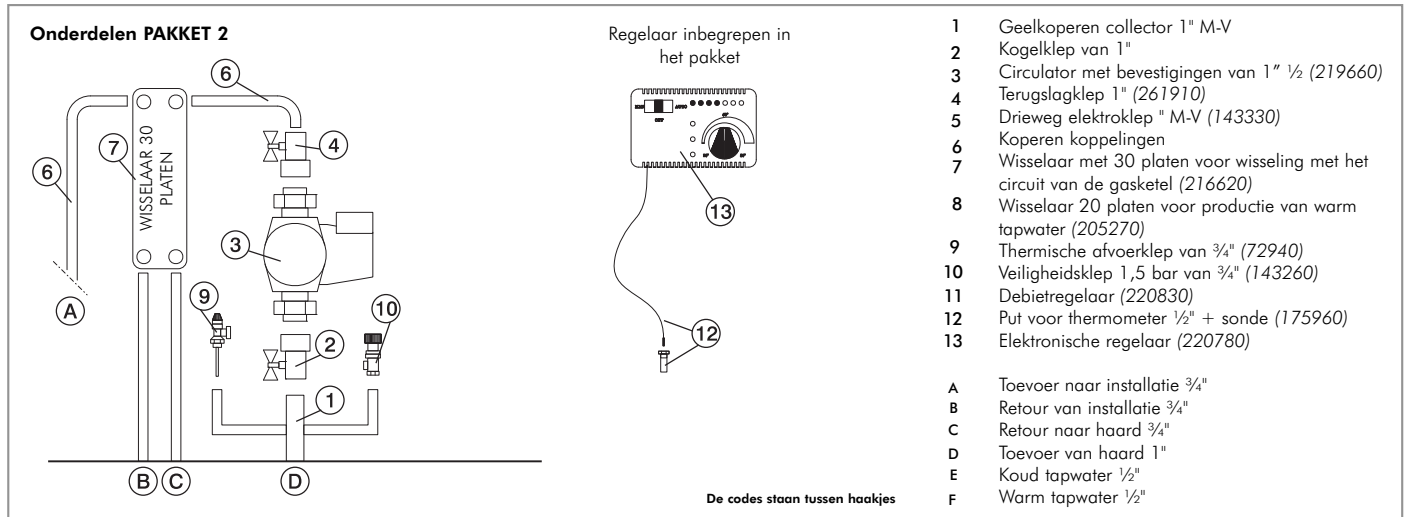 Onderdelen PAKKET 2
6
6
7
WISSELAAR 30
PLATEN
4
3
A
9
10
2
1
B
C
D
Regelaar inbegrepen in
het pakket
MAN
AUTO
SET
13
12
De codes staan tussen haakjes
1 Geelkoperen collector 1" M-V
2 Kogelklep van 1"
3 Circulator met bevestigingen van 1″ ½ (219660)
4 Terugslagklep 1" (261910)
5 Drieweg elektroklep " M-V (143330)
6 Koperen koppelingen
7 Wisselaar met 30 platen voor wisseling met het
circuit van de gasketel (216620)
8 Wisselaar 20 platen voor productie van warm
tapwater (205270)
9 Thermische afvoerklep van ¾" (72940)
10 Veiligheidsklep 1,5 bar van ¾" (143260)
11 Debietregelaar (220830)
12 Put voor thermometer ½" + sonde (175960)
13 Elektronische regelaar (220780)
A Toevoer naar installatie ¾"
B Retour van installatie ¾"
C Retour naar haard ¾"
D Toevoer van haard 1"
E Koud tapwater ½"
F Warm tapwater ½"